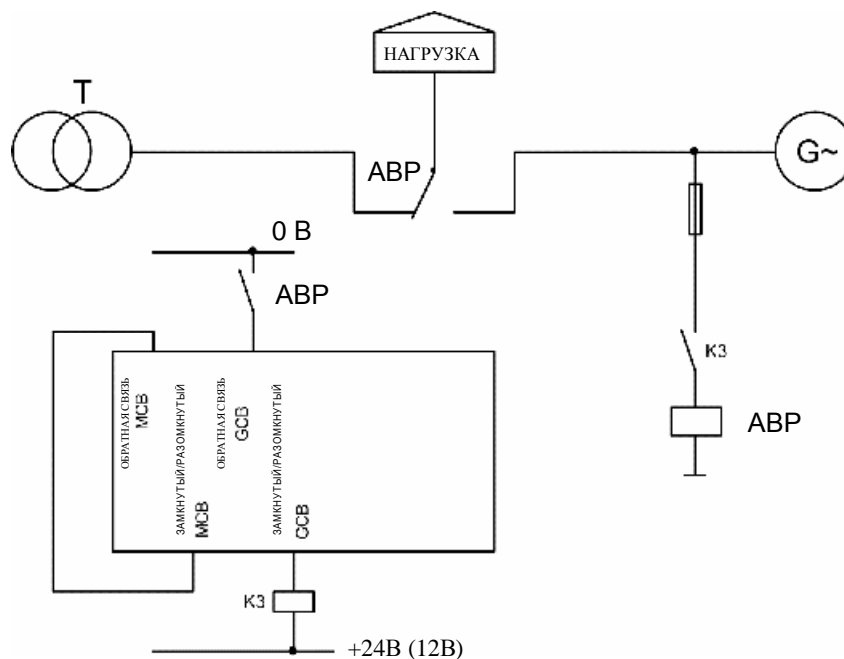 НАГРУЗКА
T
АВР
G~
0 В
АВР
К3
АВР
ОБРАТНАЯ СВЯЗЬ
MCB
ЗАМКНУТЫЙ/РАЗОМКНУТЫЙ
MCB
ОБРАТНАЯ СВЯЗЬ
GCB
ЗАМКНУТЫЙ/РАЗОМКНУТЫЙ
GCB
К3
+24В (12В)